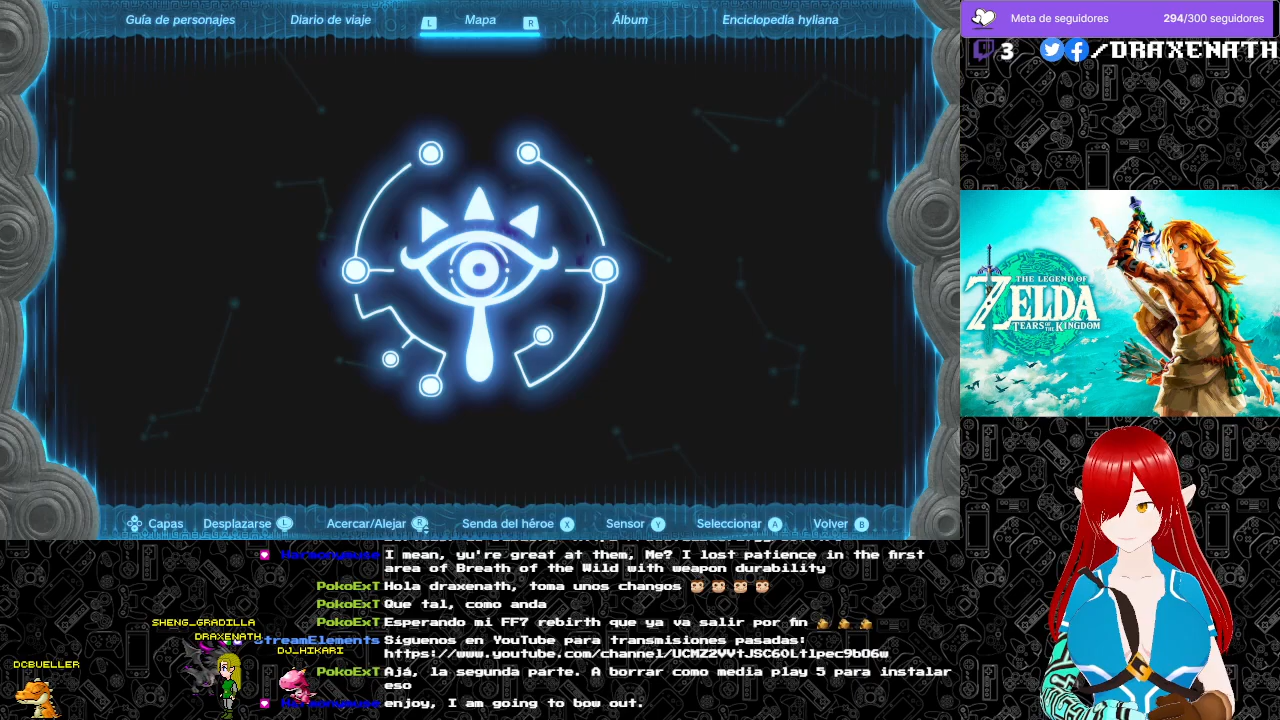 Guía de personajes
Diario de viaje
L
Mapa
R
Álbum
Enciclopedia hyliana
Capas
Desplazarse L
Acercar/Alejar R
Senda del héroe X
Sensor Y
Seleccionar A
Volver B
Meta de seguidores
294/300 seguidores
3
/DRAXENATH
THE LEGEND OF
ZELDA
TEARS OF THE KINGDOM
I mean, yu're great at them, Me? I lost patience in the first
area of Breath of the Wild with weapon durability
PokoExT Hola draxenath, toma unos changos
PokoExT Que tal, como anda
PokoExT Esperando mi FF7 rebirth que ya va salir por fin
StreamElements Síguenos en YouTube para transmisiones pasadas:
PokoExT Ajá, la segunda parte. A borrar como media play 5 para instalar
eso
enjoy, I am going to bow out.
SHENG_GRADILLA
DRAXENATH
DJ_HIKARI
DCBUELLER